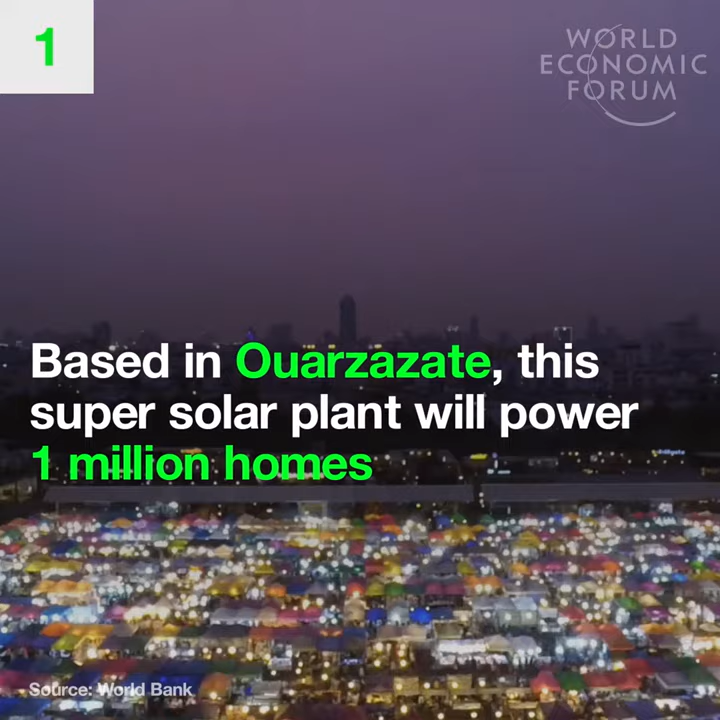 1
WORLD
ECONOMIC
FORUM
Based in Ouarzazate, this
super solar plant will power
1 million homes
Source: World Bank